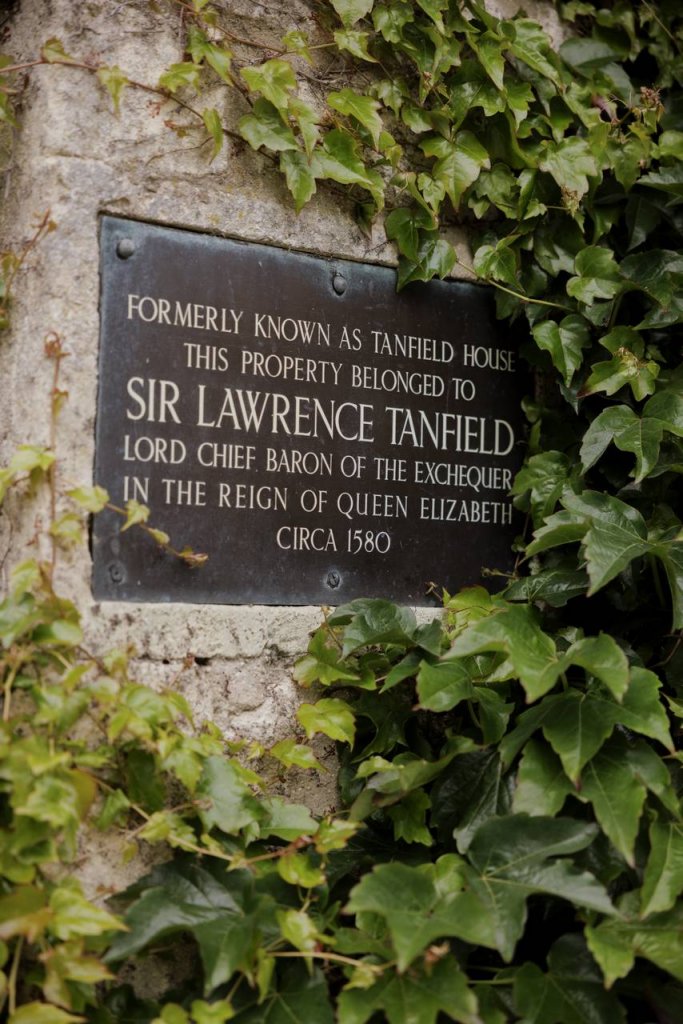 FORMERLY KNOWN AS TANFIELD HOUSE
THIS PROPERTY BELONGED TO
SIR LAWRENCE TANFIELD
LORD CHIEF BARON OF THE EXCHEQUER
IN THE REIGN OF QUEEN ELIZABETH
CIRCA 1580